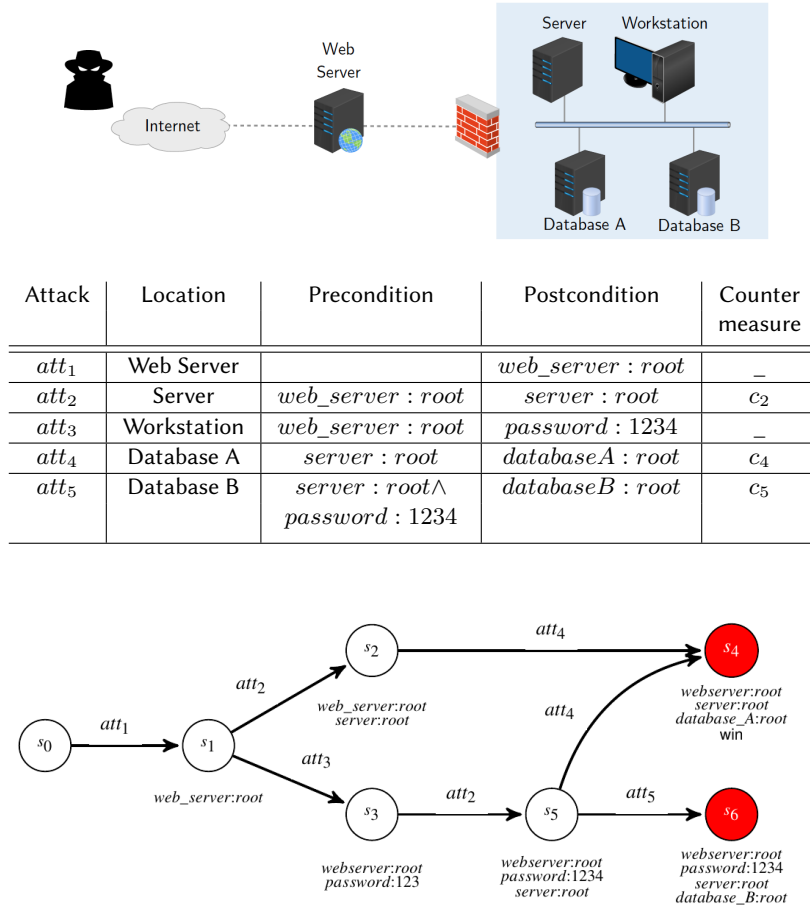 Server Workstation
Web
Server
Internet
Database A Database B
Attack Location Precondition Postcondition Counter
measure
att₁ Web Server web_server : root _
att₂ Server web_server : root server : root c₂
att₃ Workstation web_server : root password : 1234 _
att₄ Database A server : root databaseA : root c₄
att₅ Database B server : root∧ databaseB : root c₅
password : 1234
s₀
att₁
s₁
web_server:root
att₂
s₂
web_server:root
server:root
att₄
s₄
webserver:root
server:root
database_A:root
win
att₃
s₃
webserver:root
password:123
att₂
s₅
webserver:root
password:1234
server:root
att₄
att₅
s₆
webserver:root
password:1234
server:root
database_B:root